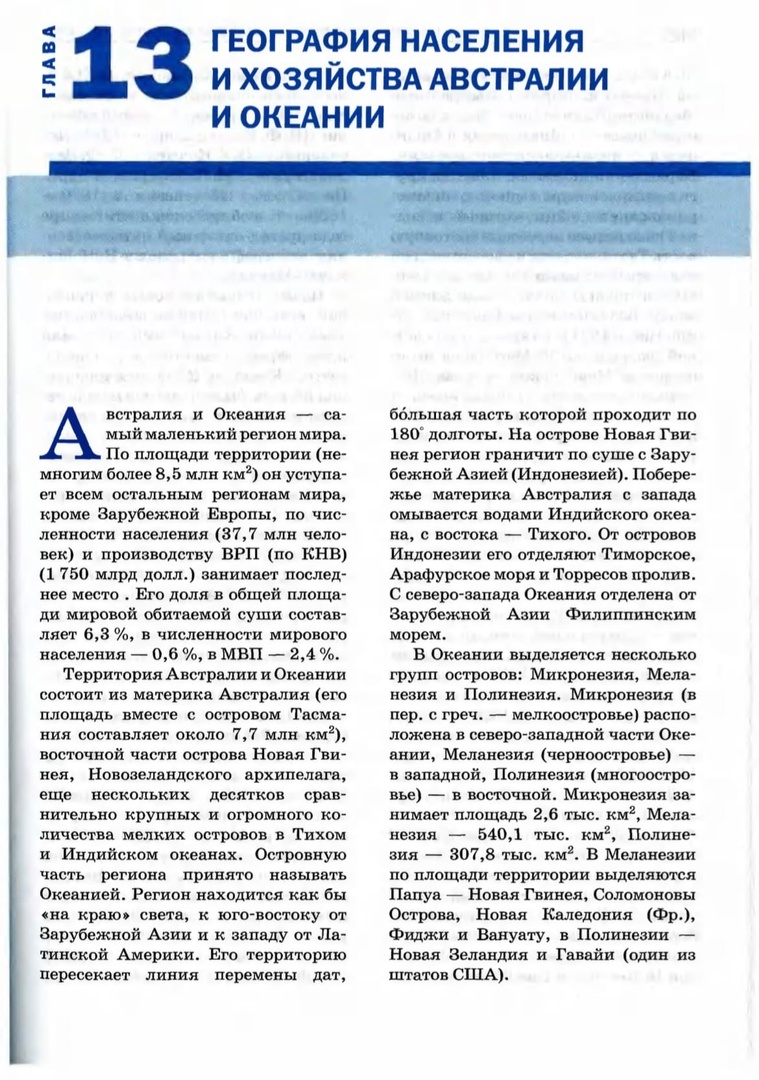 ГЛАВА
13
ГЕОГРАФИЯ НАСЕЛЕНИЯ
И ХОЗЯЙСТВА АВСТРАЛИИ
И ОКЕАНИИ
Австралия и Океания — са-
мый маленький регион мира.
По площади территории (не-
многим более 8,5 млн км²) он уступа-
ет всем остальным регионам мира,
кроме Зарубежной Европы, по чис-
ленности населения (37,7 млн чело-
век) и производству ВРП (по КНВ)
(1 750 млрд долл.) занимает послед-
нее место . Его доля в общей площа-
ди мировой обитаемой суши состав-
ляет 6,3 %, в численности мирового
населения — 0,6 %, в МВП — 2,4 %.
Территория Австралии и Океании
состоит из материка Австралия (его
площадь вместе с островом Тасма-
ния составляет около 7,7 млн км²),
восточной части острова Новая Гви-
нея, Новозеландского архипелага,
еще нескольких десятков срав-
нительно крупных и огромного ко-
личества мелких островов в Тихом
и Индийском океанах. Островную
часть региона принято называть
Океанией. Регион находится как бы
«на краю» света, к юго-востоку от
Зарубежной Азии и к западу от Ла-
тинской Америки. Его территорию
пересекает линия перемены дат,
бо́льшая часть которой проходит по
180° долготы. На острове Новая Гви-
нея регион граничит по суше с Зару-
бежной Азией (Индонезией). Побере-
жье материка Австралия с запада
омывается водами Индийского океа-
на, с востока — Тихого. От островов
Индонезии его отделяют Тиморское,
Арафурское моря и Торресов пролив.
С северо-запада Океания отделена от
Зарубежной Азии Филиппинским
морем.
В Океании выделяется несколько
групп островов: Микронезия, Мела-
незия и Полинезия. Микронезия (в
пер. с греч. — мелкоостровье) распо-
ложена в северо-западной части Оке-
ании, Меланезия (черноостровье) —
в западной, Полинезия (многоостро-
вье) — в восточной. Микронезия за-
нимает площадь 2,6 тыс. км², Мела-
незия — 540,1 тыс. км², Полине-
зия — 307,8 тыс. км². В Меланезии
по площади территории выделяются
Папуа — Новая Гвинея, Соломоновы
Острова, Новая Каледония (Фр.),
Фиджи и Вануату, в Полинезии —
Новая Зеландия и Гавайи (один из
штатов США).